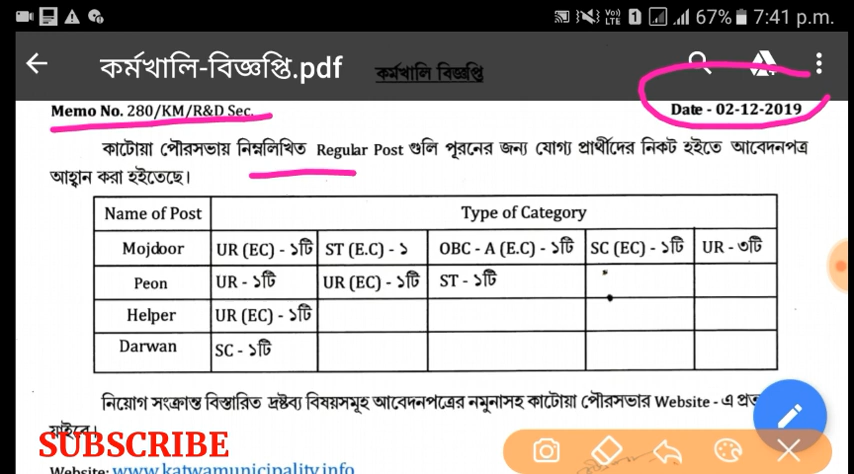 Vo)) LTE 1 67% 7:41 p.m.
কর্মখালি-বিজ্ঞপ্তি.pdf
কর্মখালি বিজ্ঞপ্তি
Memo No. 280/KM/R&D Sec. Date - 02-12-2019
কাটোয়া পৌরসভায় নিম্নলিখিত Regular Post গুলি পূরনের জন্য যোগ্য প্রার্থীদের নিকট হইতে আবেদনপত্র
আহ্বান করা হইতেছে।
Name of Post Type of Category
Mojdoor UR (EC) - ১টি ST (E.C) - ১ OBC - A (E.C) - ১টি SC (EC) - ১টি UR - ৩টি
Peon UR - ১টি UR (EC) - ১টি ST - ১টি
Helper UR (EC) - ১টি
Darwan SC - ১টি
নিয়োগ সংক্রান্ত বিস্তারিত দ্রষ্টব্য বিষয়সমূহ আবেদনপত্রের নমুনাসহ কাটোয়া পৌরসভার Website - এ
যাইবে।
SUBSCRIBE
Website: www.katwamunicipality.info